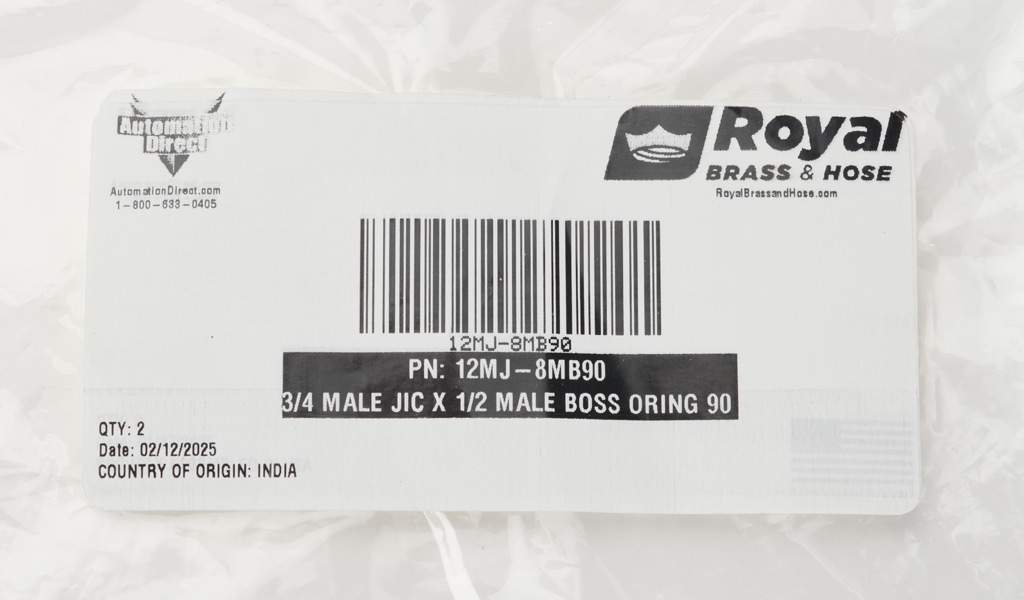 Automation
Direct
AutomationDirect.com
1-800-633-0405
Royal
BRASS & HOSE
RoyalBrassandHose.com
12MJ-8MB90
PN: 12MJ-8MB90
3/4 MALE JIC X 1/2 MALE BOSS ORING 90
QTY: 2
Date: 02/12/2025
COUNTRY OF ORIGIN: INDIA